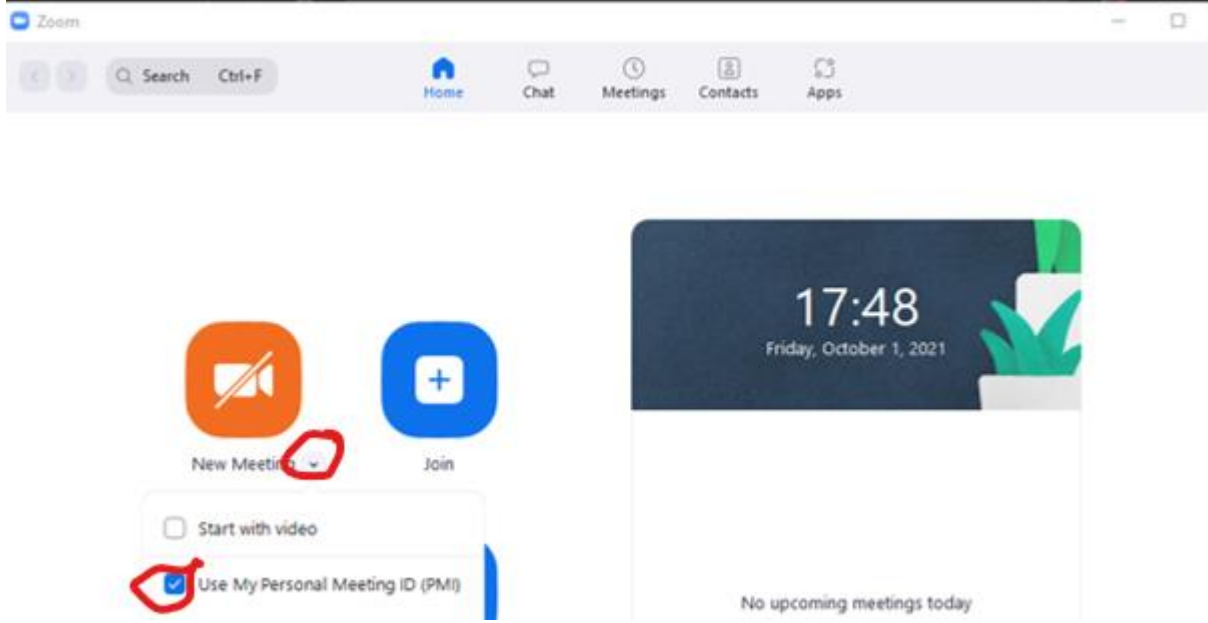 Zoom
Search Ctrl+F
Home Chat Meetings Contacts Apps
17:48
Friday, October 1, 2021
New Meeting
Join
Start with video
Use My Personal Meeting ID (PMI)
No upcoming meetings today